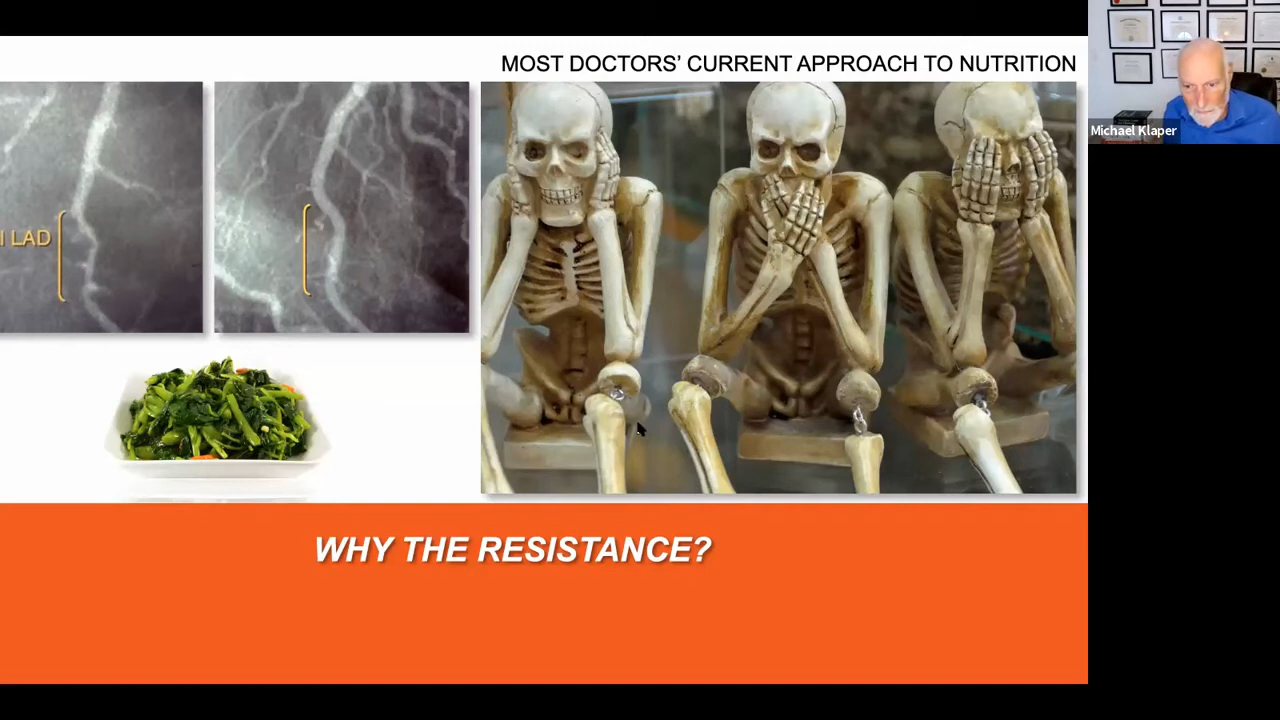 MOST DOCTORS' CURRENT APPROACH TO NUTRITION
Michael Klaper
LAD
WHY THE RESISTANCE?